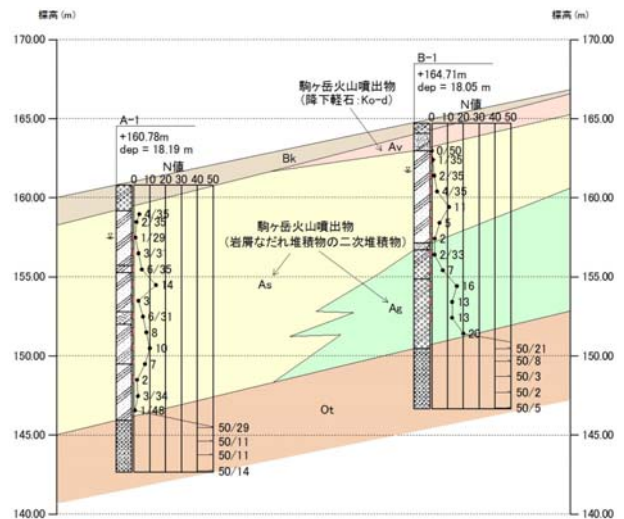 標高 (m)
標高 (m)
170.00
170.00
165.00
165.00
160.00
160.00
155.00
155.00
150.00
150.00
145.00
145.00
140.00
140.00
B-1
+164.71m
dep = 18.05 m
N値
0 10 20 30 40 50
0/50
1/35
2/35
4/35
11
5
2
2/33
7
16
13
13
20
50/21
50/8
50/3
50/2
50/5
駒ヶ岳火山噴出物
(降下軽石:Ko-d)
Av
Bk
A-1
+160.78m
dep = 18.19 m
N値
0 10 20 30 40 50
4/35
2/35
1/29
3/31
6/35
14
3
6/31
8
10
7
2
3/34
1/48
50/29
50/11
50/11
50/14
駒ヶ岳火山噴出物
(岩屑なだれ堆積物の二次堆積物)
As
Ag
Ot